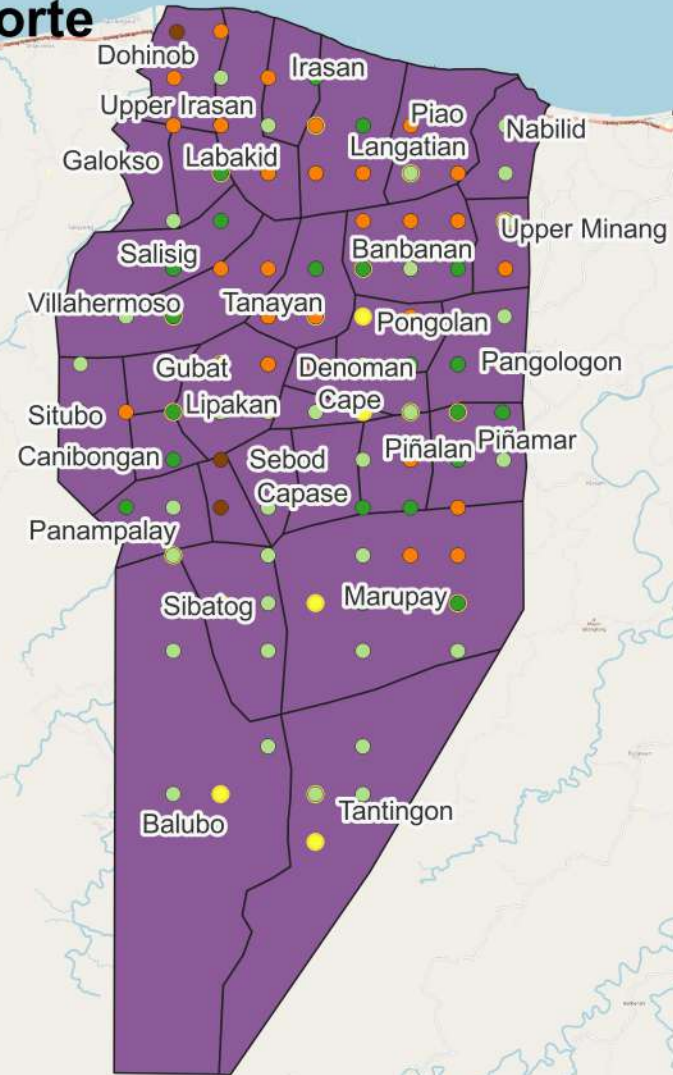 orte
Dohinob
Irasan
Upper Irasan
Piao
Nabilid
Galokso
Labakid
Langatian
Salisig
Banbanan
Upper Minang
Villahermoso
Tanayan
Pongolan
Gubat
Denoman
Pangologon
Situbo
Lipakan
Cape
Canibongan
Sebod
Piñalan
Piñamar
Capase
Panampalay
Sibatog
Marupay
Balubo
Tantingon